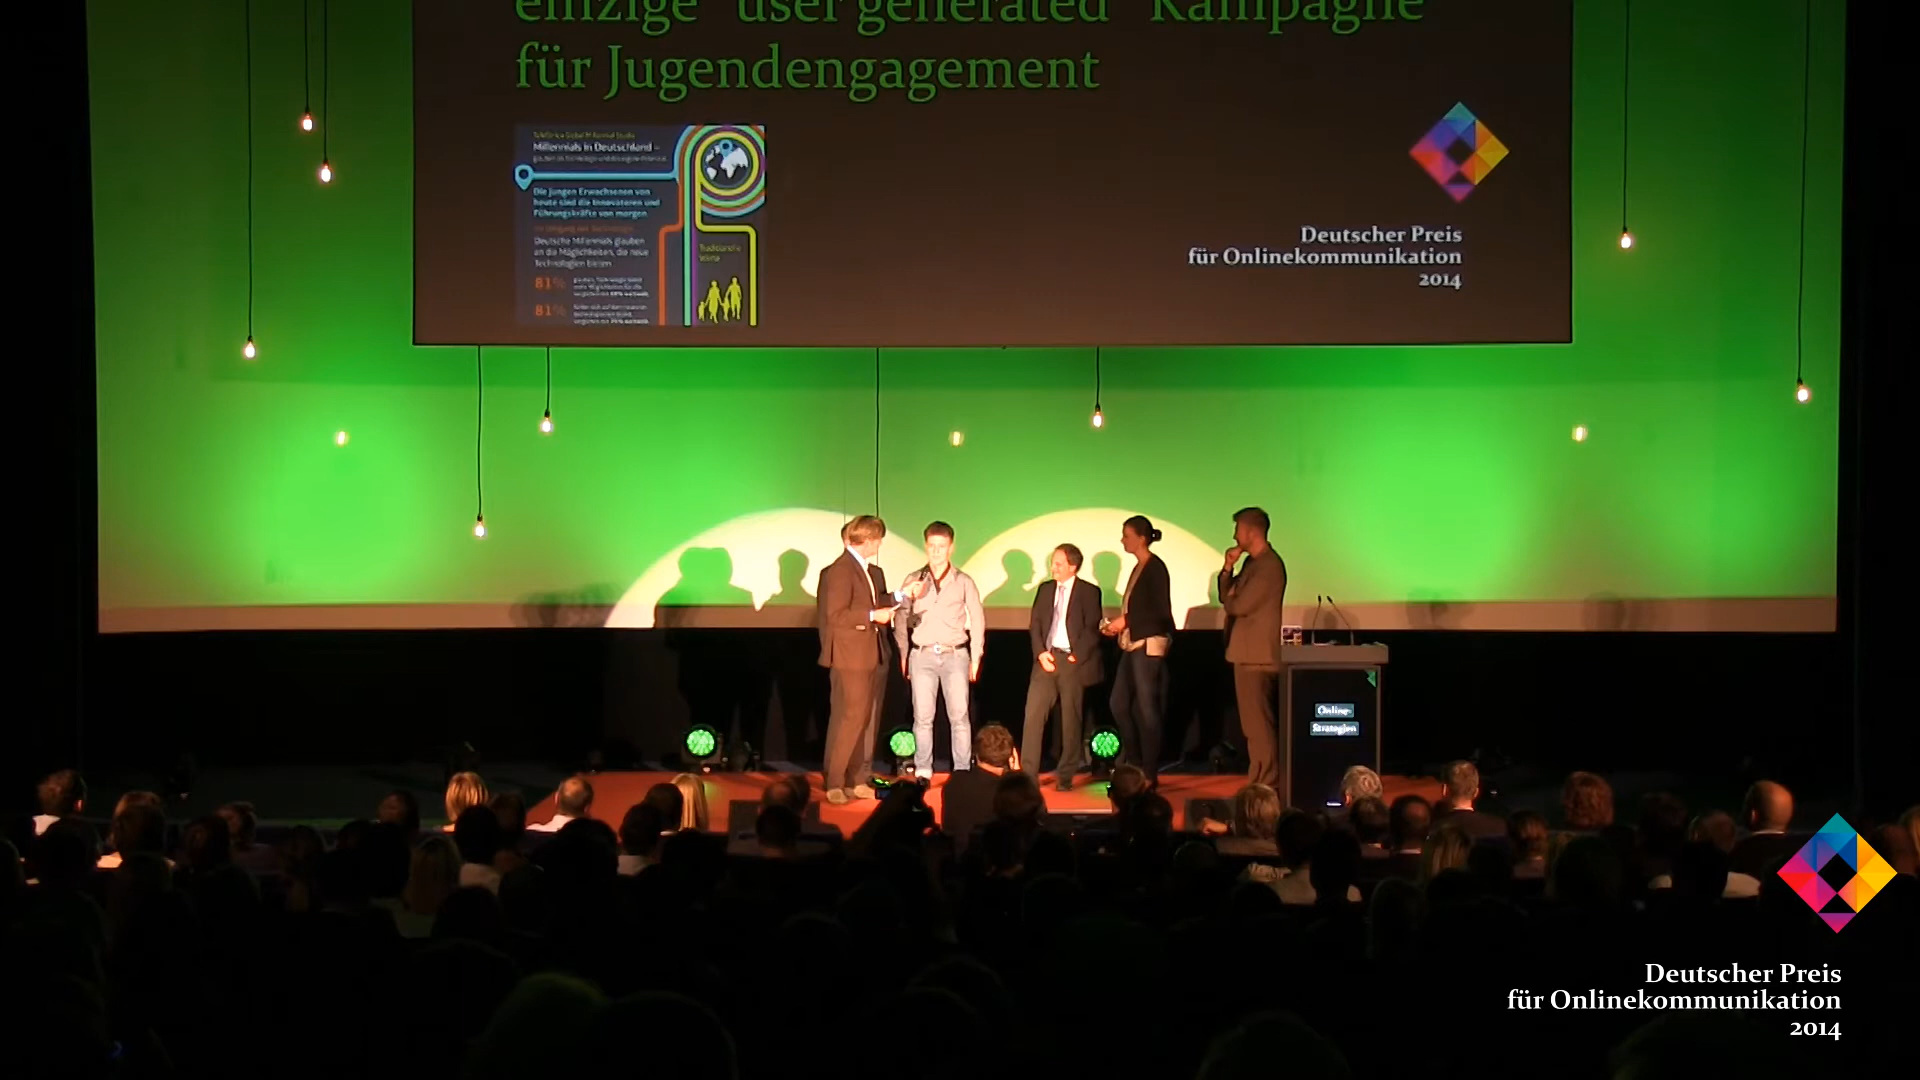 einzige "user generated" Kampagne
für Jugendengagement
Millennials in Deutschland –
Die jungen Erwachsenen von
heute sind die Innovatoren und
Führungskräfte von morgen
Deutsche Millennials glauben
an die Möglichkeiten, die neue
Technologien bieten
81%
81%
Deutscher Preis
für Onlinekommunikation
2014
Online-
Strategien
Deutscher Preis
für Onlinekommunikation
2014